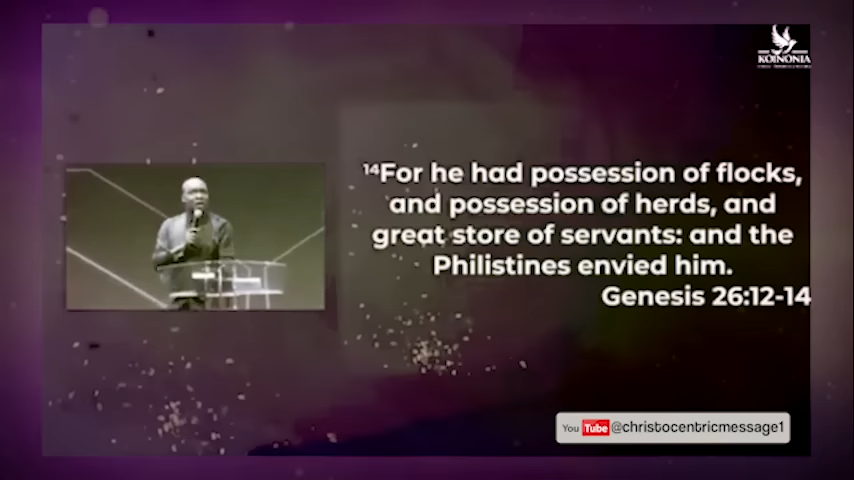 KOINONIA
¹⁴For he had possession of flocks,
and possession of herds, and
great store of servants: and the
Philistines envied him.
Genesis 26:12-14
You Tube @christocentricmessage1